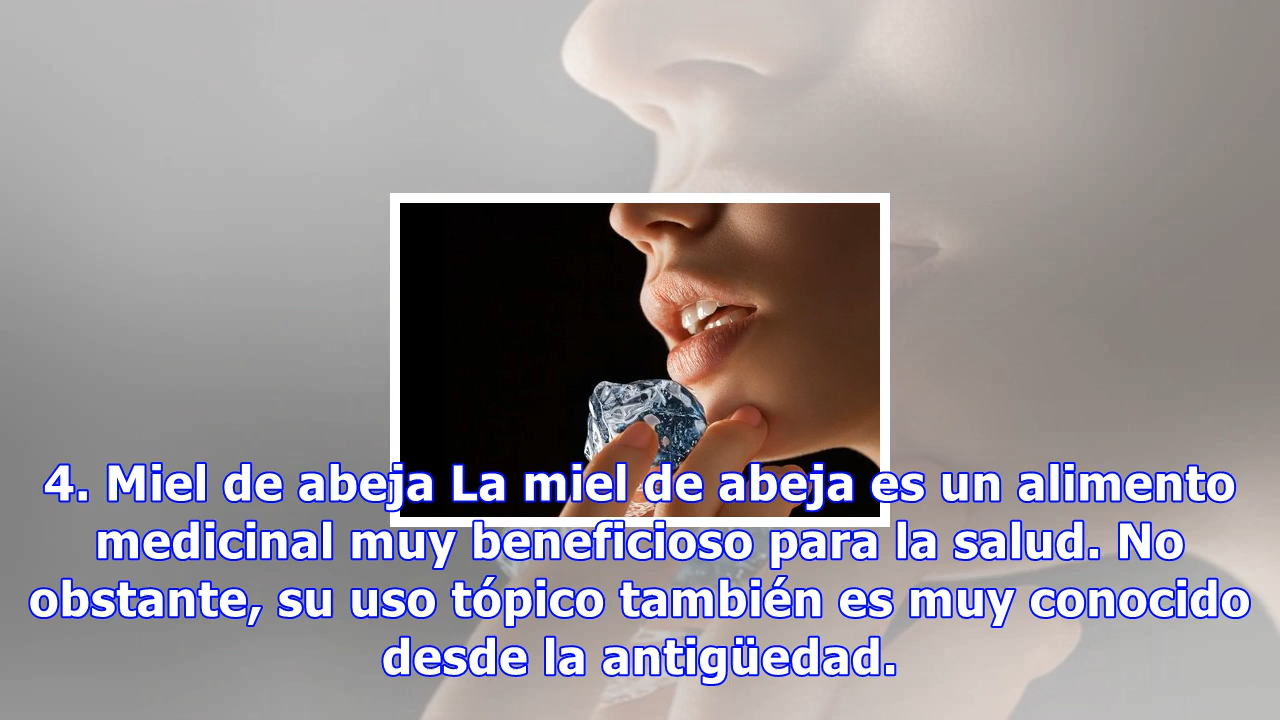 4. Miel de abeja La miel de abeja es un alimento
medicinal muy beneficioso para la salud. No
obstante, su uso tópico también es muy conocido
desde la antigüedad.